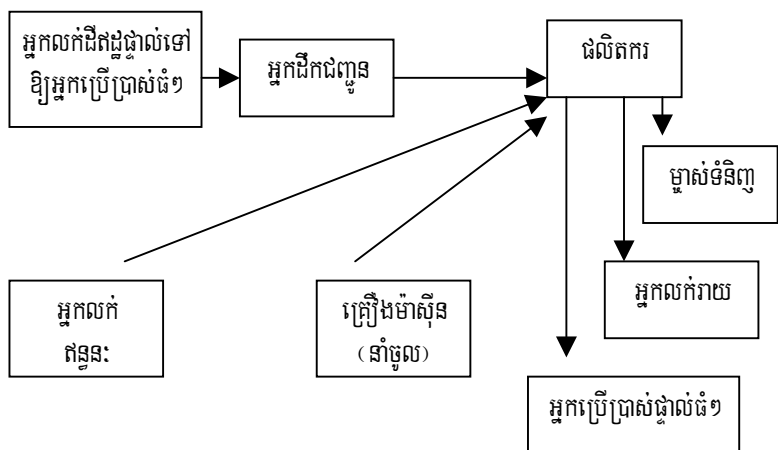 អ្នកលក់ដីឥដ្ឋផ្ទាល់ទៅ
ឱ្យអ្នកប្រើប្រាស់ធំៗ
អ្នកដឹកជញ្ជូន
ផលិតករ
ម្ចាស់ទំនិញ
អ្នកលក់រាយ
អ្នកលក់
ឥន្ធនៈ
គ្រឿងម៉ាស៊ីន
(នាំចូល)
អ្នកប្រើប្រាស់ផ្ទាល់ធំៗ